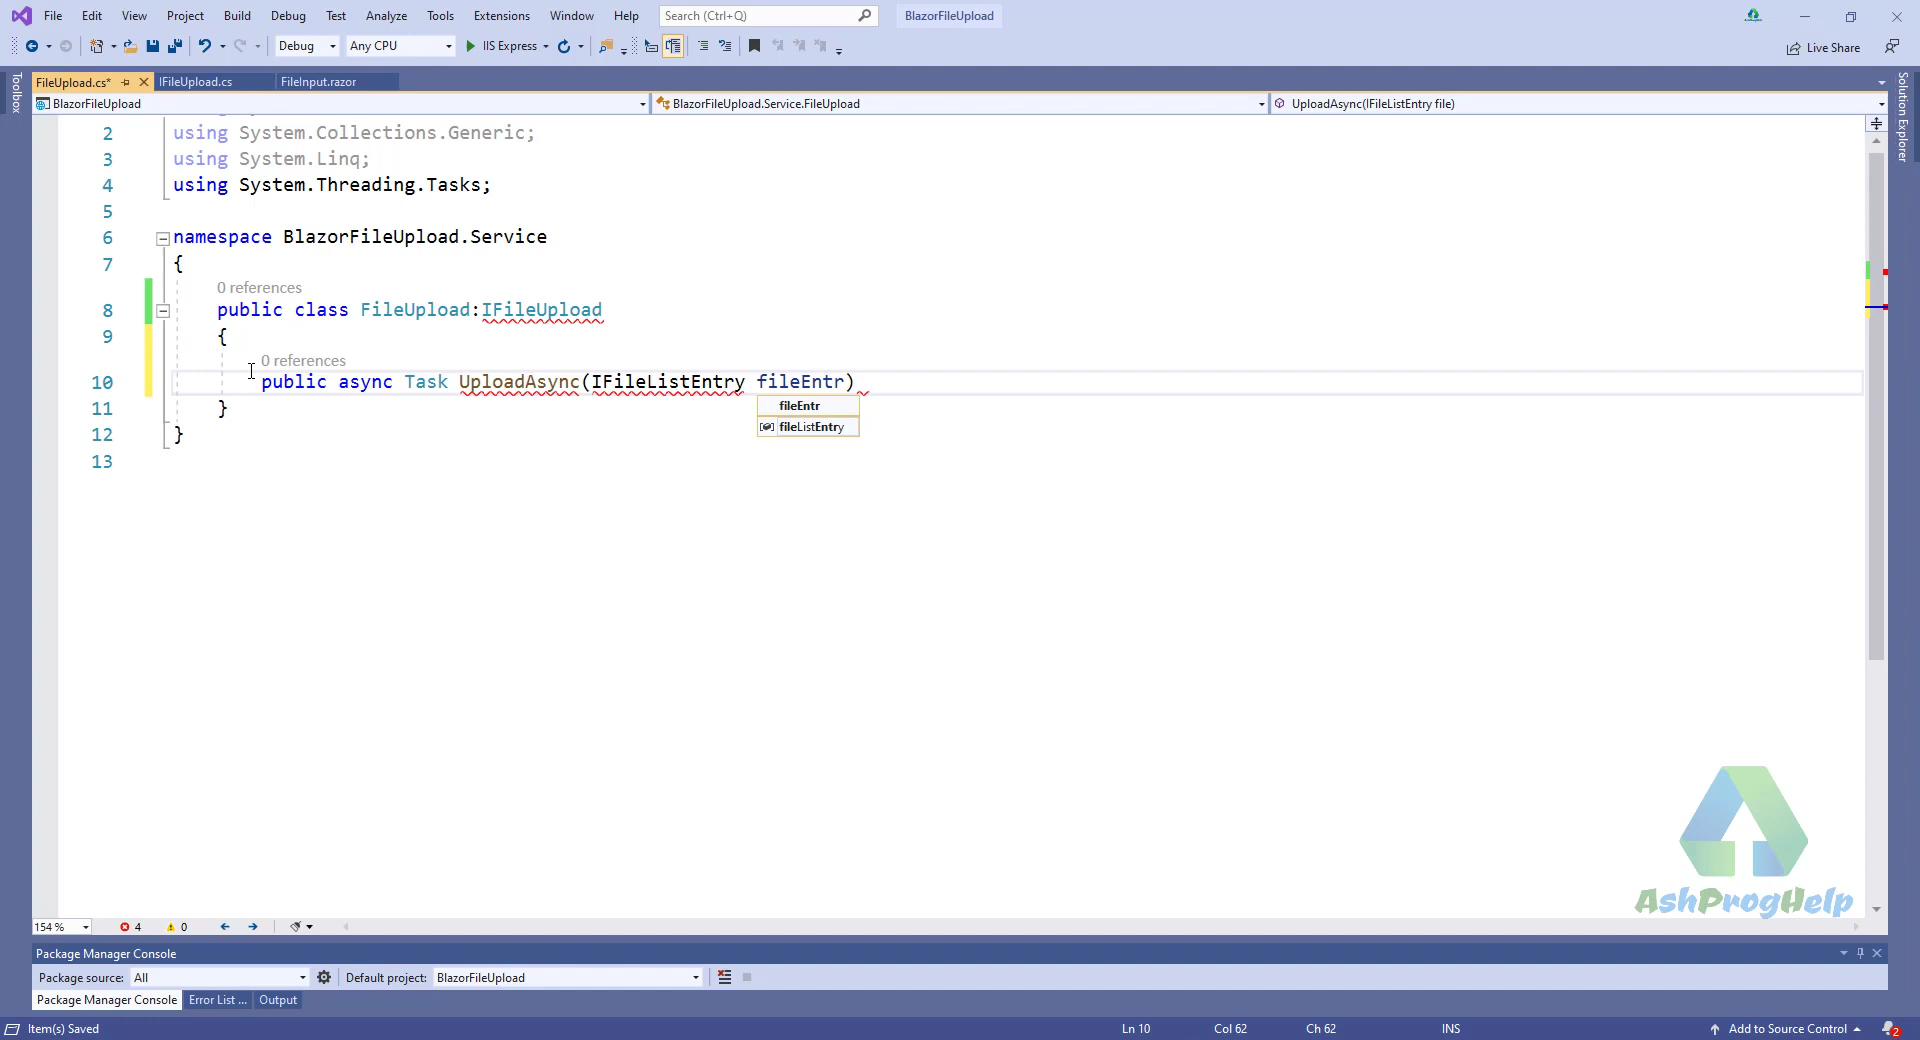 File Edit View Project Build Debug Test Analyze Tools Extensions Window Help Search (Ctrl+Q) BlazorFileUpload
Debug Any CPU IIS Express Live Share
FileUpload.cs* IFileUpload.cs FileInput.razor
BlazorFileUpload BlazorFileUpload.Service.FileUpload UploadAsync(IFileListEntry file)
2 using System.Collections.Generic;
3 using System.Linq;
4 using System.Threading.Tasks;
5
6 namespace BlazorFileUpload.Service
7 {
0 references
8 public class FileUpload:IFileUpload
9 {
0 references
10 public async Task UploadAsync(IFileListEntry fileEntr)
fileEntr
11 }
fileListEntry
12 }
13
Toolbox
Solution Explorer
AshProgHelp
154 % 4 0
Package Manager Console
Package source: All Default project: BlazorFileUpload
Package Manager Console Error List ... Output
Item(s) Saved Ln 10 Col 62 Ch 62 INS Add to Source Control 2